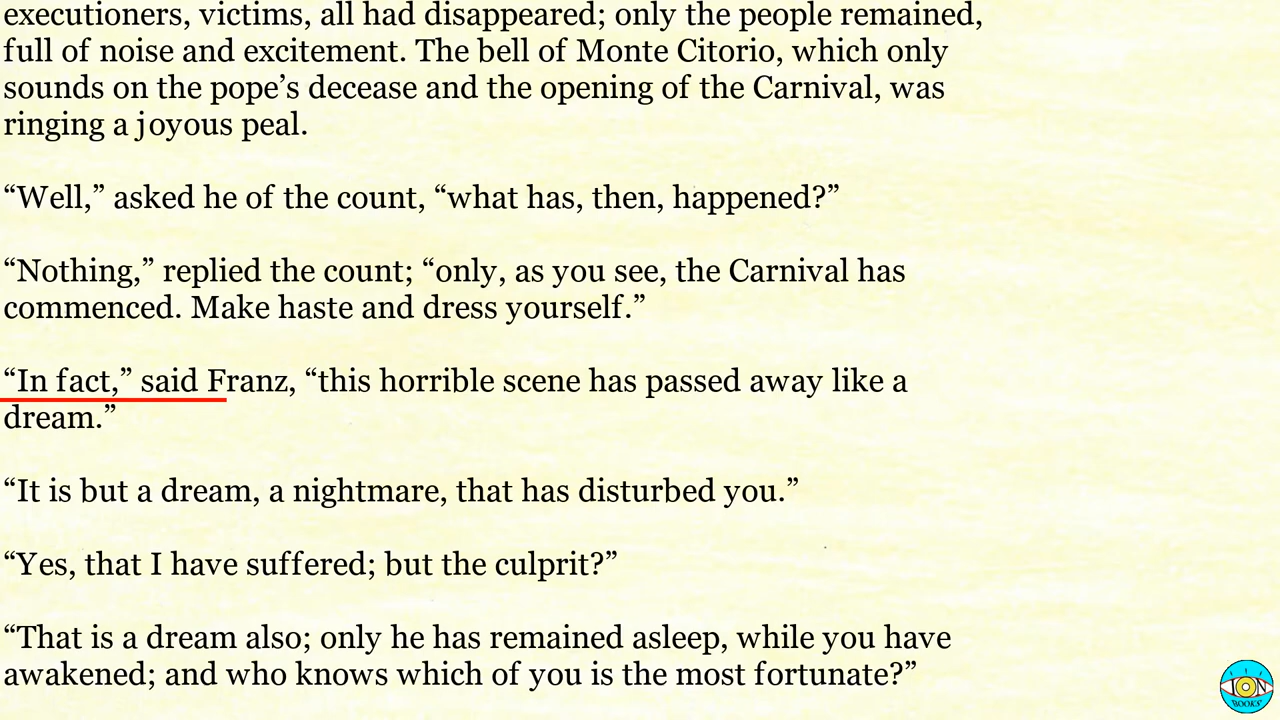 executioners, victims, all had disappeared; only the people remained,
full of noise and excitement. The bell of Monte Citorio, which only
sounds on the pope’s decease and the opening of the Carnival, was
ringing a joyous peal.
“Well,” asked he of the count, “what has, then, happened?”
“Nothing,” replied the count; “only, as you see, the Carnival has
commenced. Make haste and dress yourself.”
“In fact,” said Franz, “this horrible scene has passed away like a
dream.”
“It is but a dream, a nightmare, that has disturbed you.”
“Yes, that I have suffered; but the culprit?”
“That is a dream also; only he has remained asleep, while you have
awakened; and who knows which of you is the most fortunate?”
ION
BOOKS